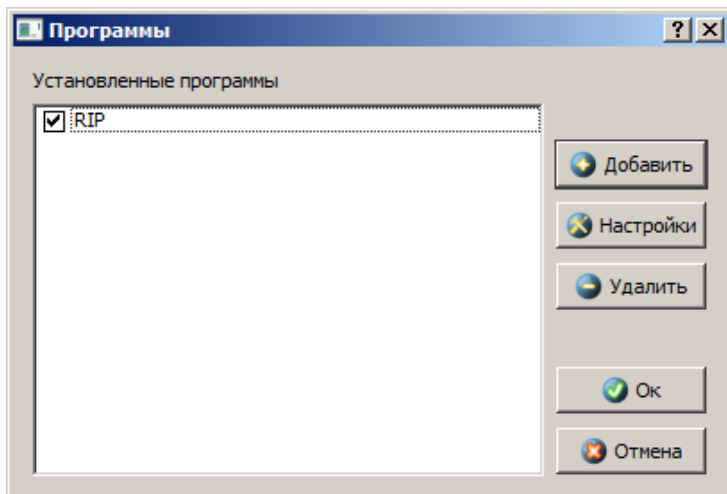 Программы
Установленные программы
RIP
Добавить
Настройки
Удалить
Ок
Отмена